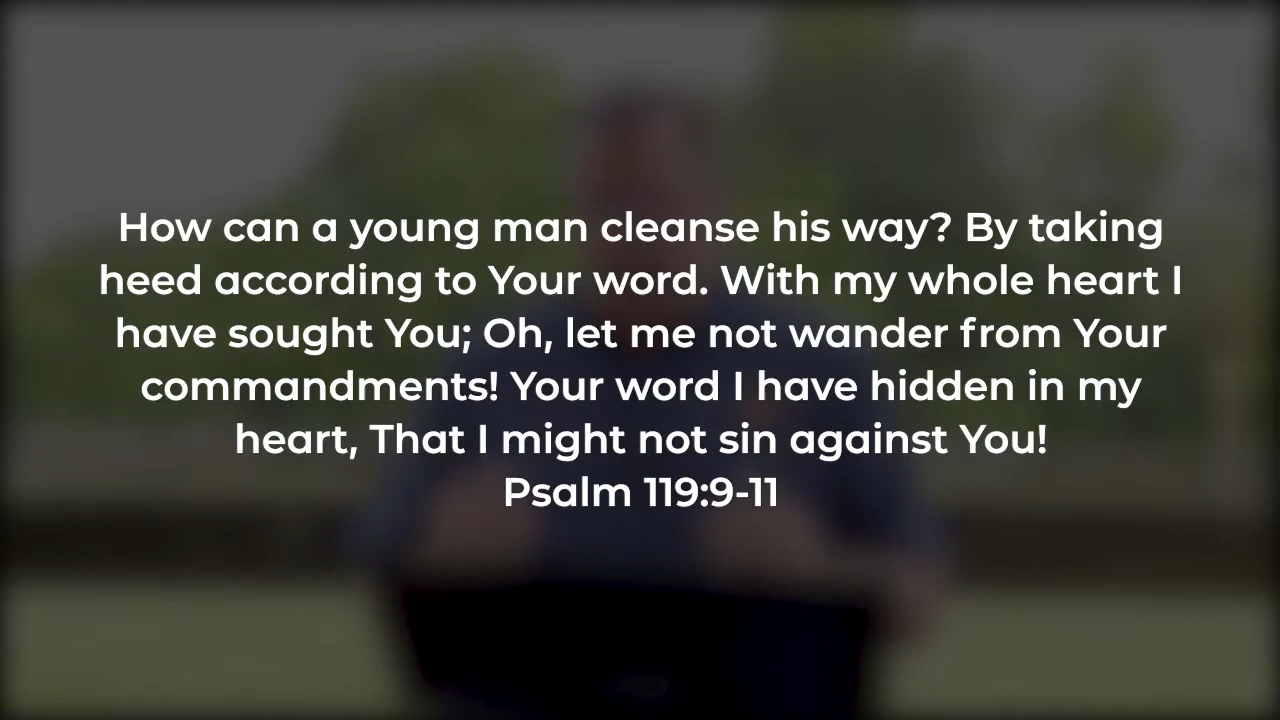 How can a young man cleanse his way? By taking
heed according to Your word. With my whole heart I
have sought You; Oh, let me not wander from Your
commandments! Your word I have hidden in my
heart, That I might not sin against You!
Psalm 119:9-11